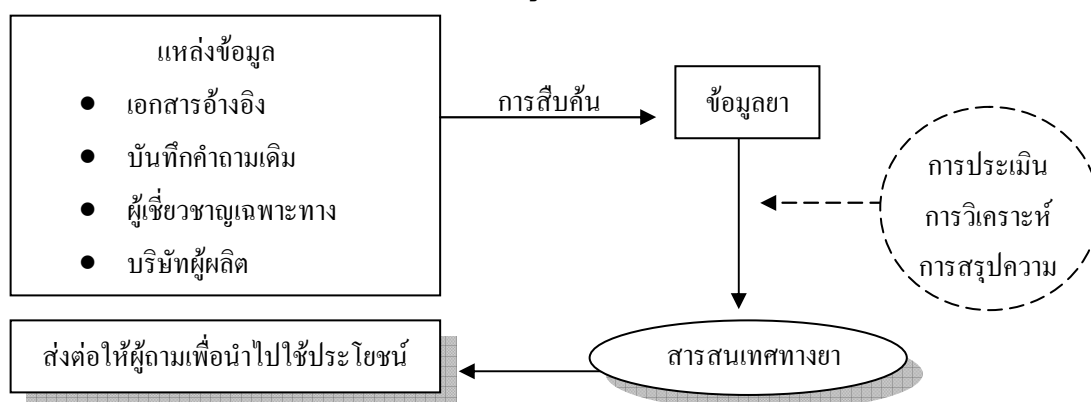 แหล่งข้อมูล
● เอกสารอ้างอิง
● บันทึกคำถามเดิม
● ผู้เชี่ยวชาญเฉพาะทาง
● บริษัทผู้ผลิต
การสืบค้น
ข้อมูลยา
การประเมิน
การวิเคราะห์
การสรุปความ
สารสนเทศทางยา
ส่งต่อให้ผู้ถามเพื่อนำไปใช้ประโยชน์